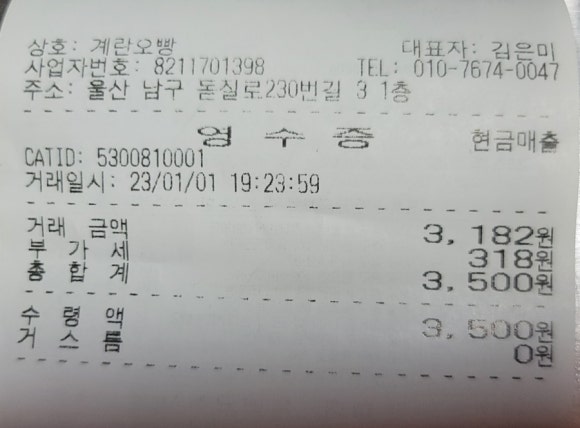 상호: 계란오빵 대표자: 김은미
사업자번호: 8211701398 TEL: 010-7674-0047
주소: 울산 남구 돋질로230번길 3 1층
영 수 증 현금매출
CATID: 5300810001
거래일시: 23/01/01 19:23:59
거래 금액 3,182원
부 가 세 318원
총 합 계 3,500원
수 령 액 3,500원
거 스 름 0원